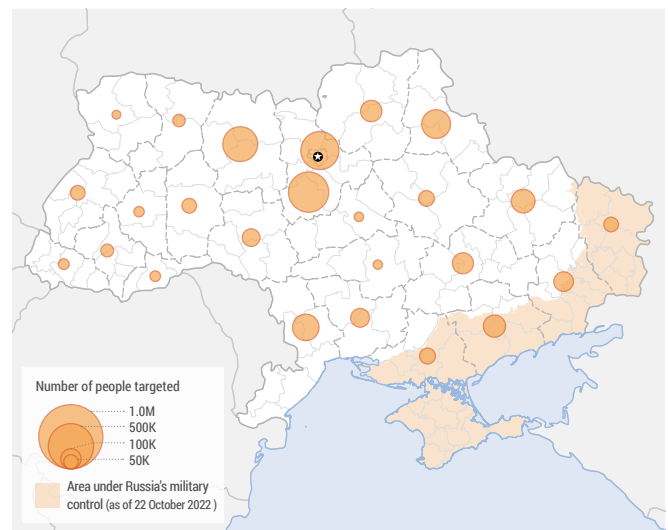 Number of people targeted
1.0M
500K
100K
50K
Area under Russia's military
control (as of 22 October 2022 )